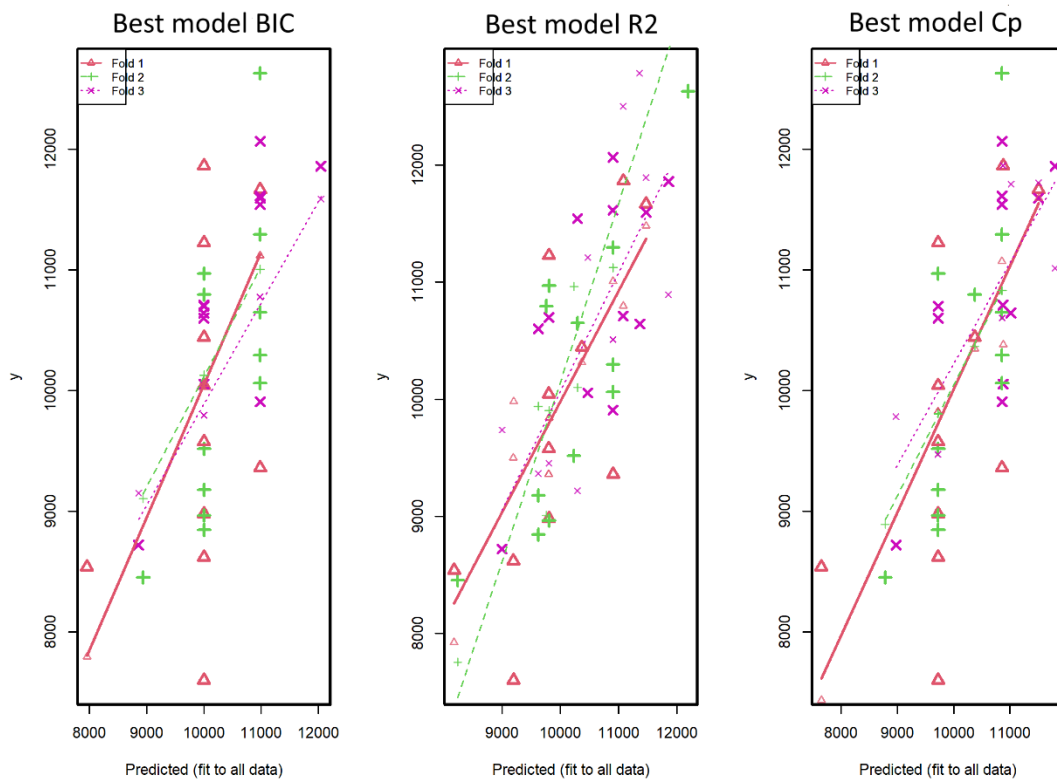 Best model BIC
Best model R2
Best model Cp
Fold 1
Fold 2
Fold 3
Fold 1
Fold 2
Fold 3
Fold 1
Fold 2
Fold 3
y
12000
11000
10000
9000
8000
y
12000
11000
10000
9000
8000
y
12000
11000
10000
9000
8000
8000 9000 10000 11000 12000
9000 10000 11000 12000
8000 9000 10000 11000
Predicted (fit to all data)
Predicted (fit to all data)
Predicted (fit to all data)